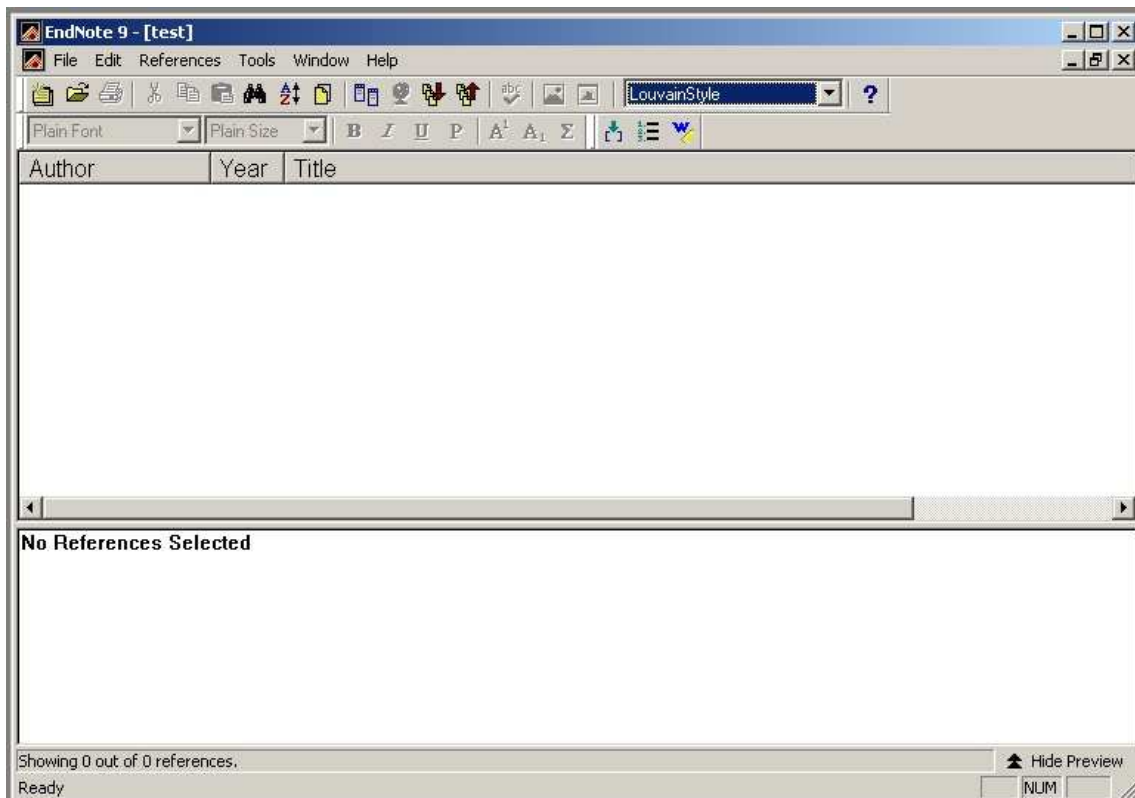 EndNote 9 - [test]
File Edit References Tools Window Help
abc LouvainStyle ?
Plain Font Plain Size B I U P A¹ A₁ Σ
Author Year Title
No References Selected
Showing 0 out of 0 references.
Hide Preview
Ready NUM